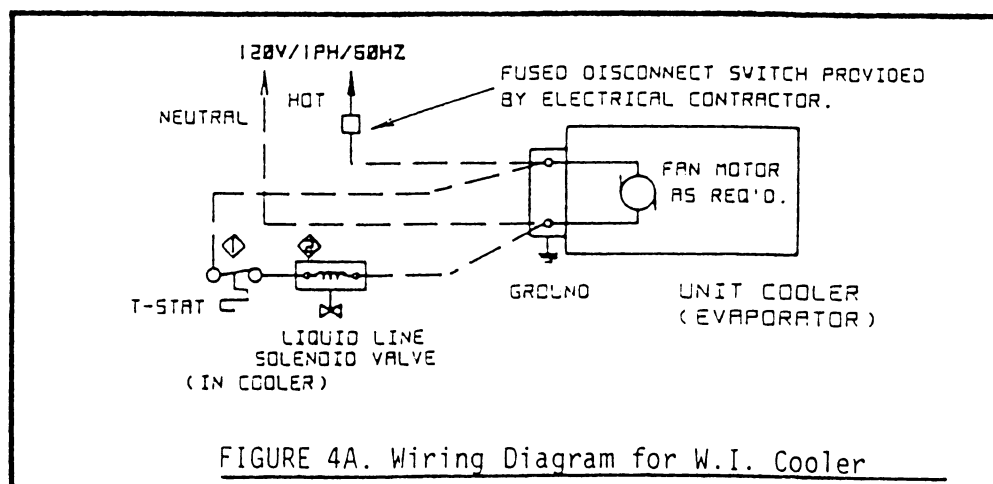 120V/1PH/60HZ
NEUTRAL
HOT
FUSED DISCONNECT SWITCH PROVIDED
BY ELECTRICAL CONTRACTOR.
FAN MOTOR
AS REQ'D.
1
2
T-STAT
GROUND
UNIT COOLER
(EVAPORATOR)
LIQUID LINE
SOLENOID VALVE
(IN COOLER)
FIGURE 4A. Wiring Diagram for W.I. Cooler